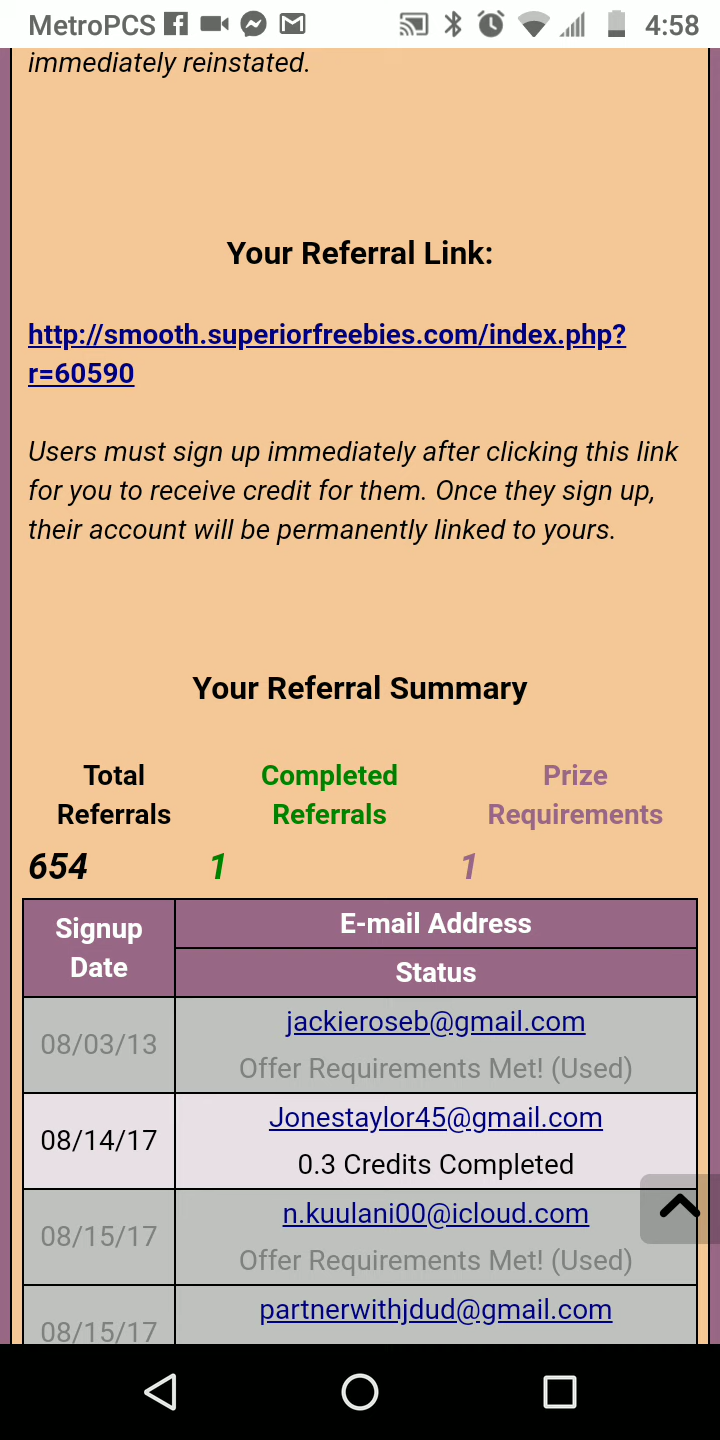 MetroPCS 4:58
immediately reinstated.
Your Referral Link:
http://smooth.superiorfreebies.com/index.php?
r=60590
Users must sign up immediately after clicking this link
for you to receive credit for them. Once they sign up,
their account will be permanently linked to yours.
Your Referral Summary
Total Completed Prize
Referrals Referrals Requirements
654 1 1
Signup E-mail Address
Date Status
08/03/13 jackieroseb@gmail.com
Offer Requirements Met! (Used)
08/14/17 Jonestaylor45@gmail.com
0.3 Credits Completed
08/15/17 n.kuulani00@icloud.com
Offer Requirements Met! (Used)
08/15/17 partnerwithjdud@gmail.com